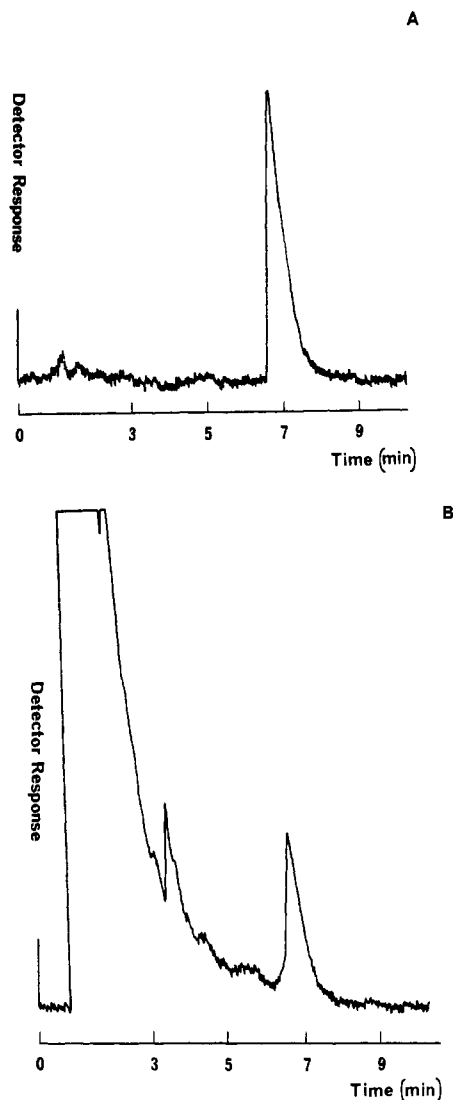 A
Detector Response
0 3 5 7 9
Time (min)
B
Detector Response
0 3 5 7 9
Time (min)